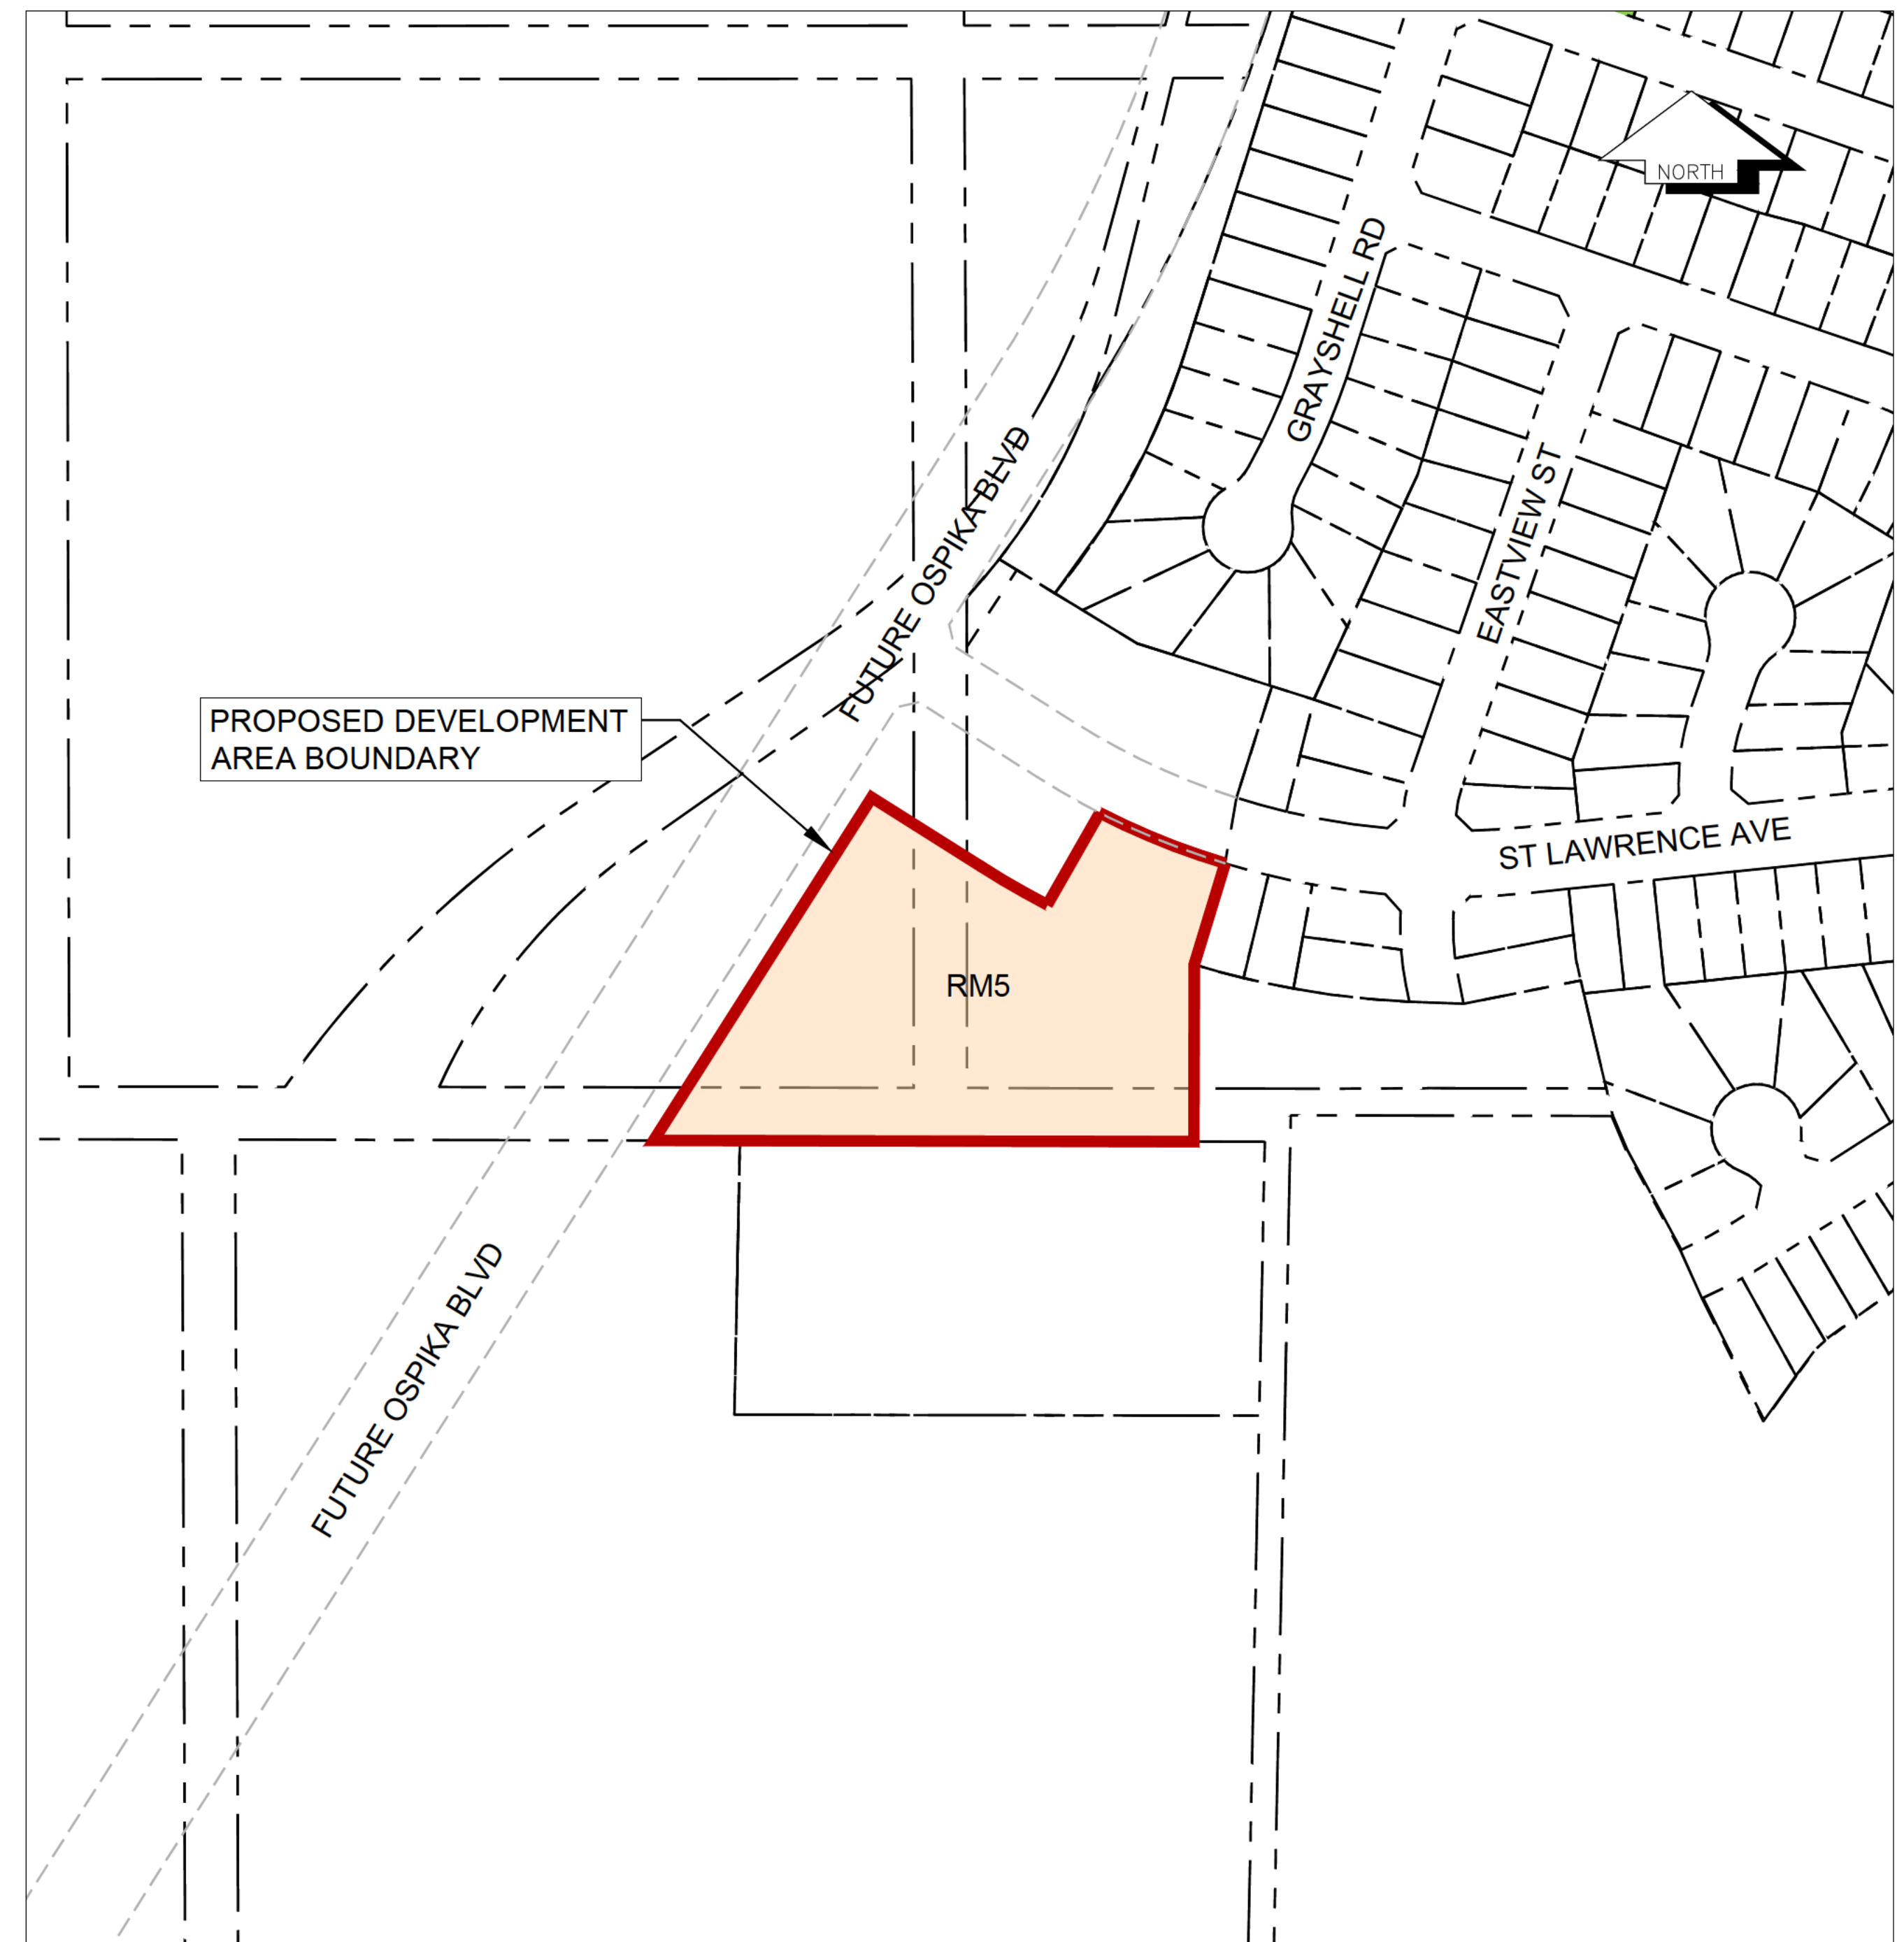 NORTH
GRAYSHELL RD
FUTURE OSPIKA BLVD
EASTVIEW ST
PROPOSED DEVELOPMENT
AREA BOUNDARY
ST LAWRENCE AVE
RM5
FUTURE OSPIKA BLVD